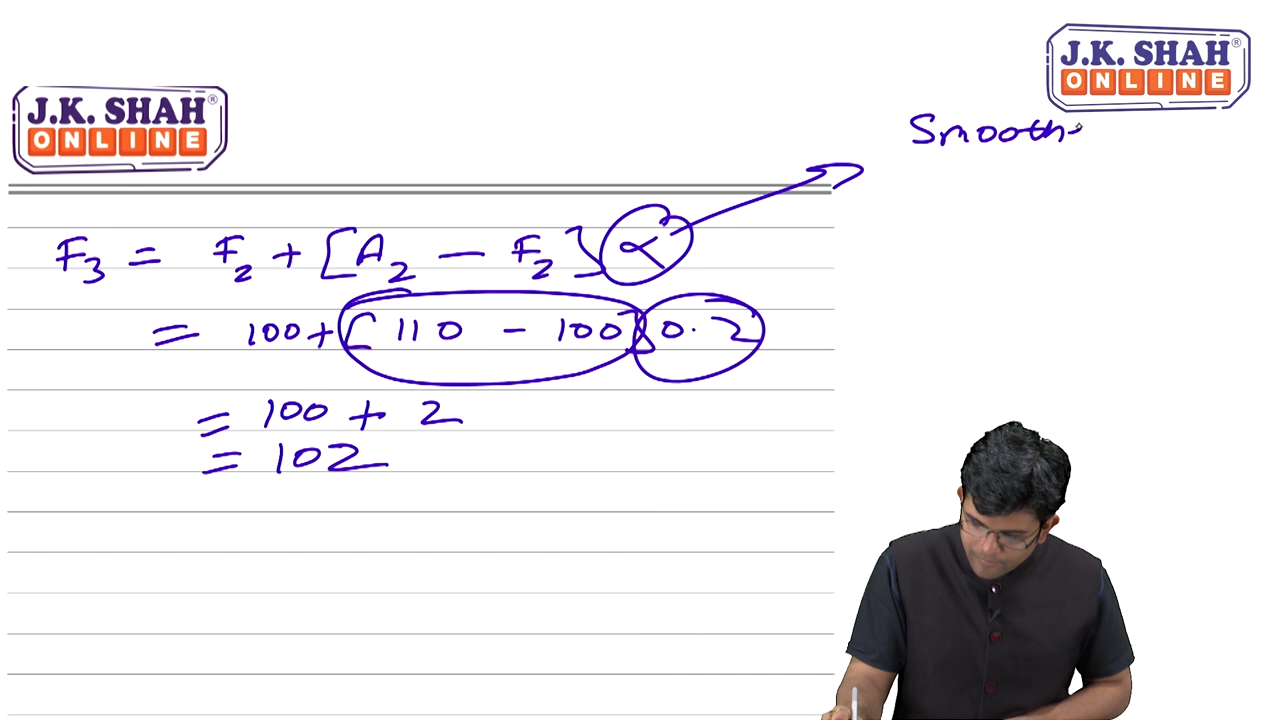 J.K. SHAH®
ONLINE
J.K. SHAH®
ONLINE
Smooth
F₃ = F₂ + [A₂ - F₂] α
= 100 + [110 - 100] 0.2
= 100 + 2
= 102